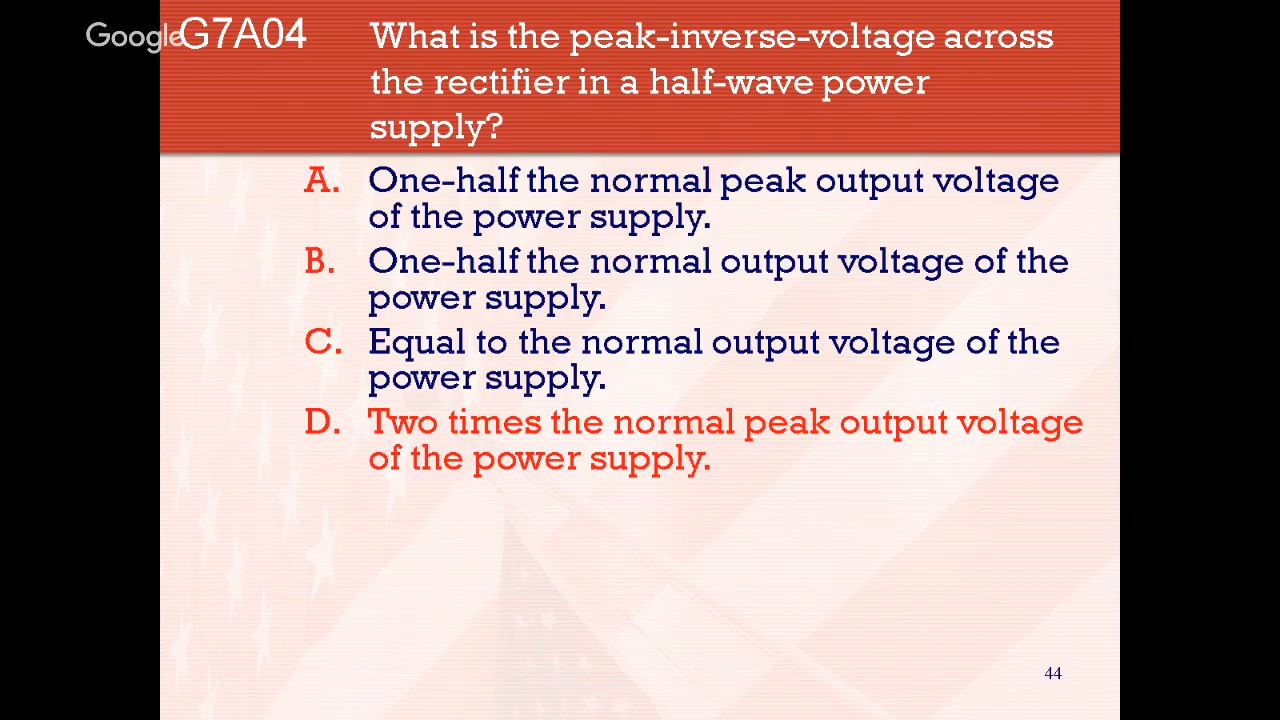 Google
G7A04
What is the peak-inverse-voltage across
the rectifier in a half-wave power
supply?
A. One-half the normal peak output voltage
of the power supply.
B. One-half the normal output voltage of the
power supply.
C. Equal to the normal output voltage of the
power supply.
D. Two times the normal peak output voltage
of the power supply.
44